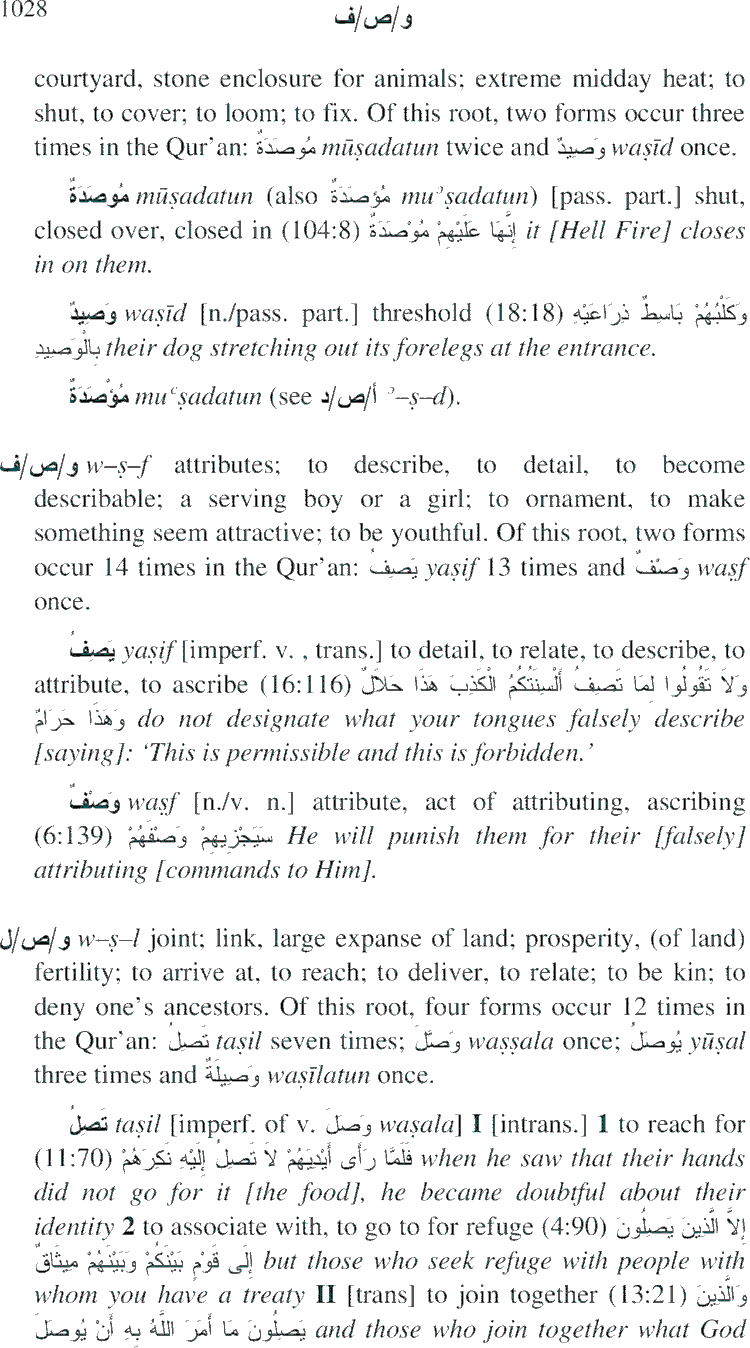 1028
و/ص/ف
courtyard, stone enclosure for animals; extreme midday heat; to
shut, to cover; to loom; to fix. Of this root, two forms occur three
times in the Qur'an: مُوصَدَةٌ mūṣadatun twice and وَصِيدٌ waṣīd once.
مُوصَدَةٌ mūṣadatun (also مُؤصَدَةٌ muʾṣadatun) [pass. part.] shut,
closed over, closed in (104:8) إِنَّهَا عَلَيْهِمْ مُوْصَدَةٌ it [Hell Fire] closes
in on them.
وَصِيدٌ waṣīd [n./pass. part.] threshold (18:18) وَكَلْبُهُمْ بَاسِطٌ ذِرَاعَيْهِ
بِالْوَصِيدِ their dog stretching out its forelegs at the entrance.
مُؤْصَدَةٌ muʿṣadatun (see أ/ص/د ʾ–ṣ–d).
و/ص/ف w–ṣ–f attributes; to describe, to detail, to become
describable; a serving boy or a girl; to ornament, to make
something seem attractive; to be youthful. Of this root, two forms
occur 14 times in the Qur'an: يَصِفُ yaṣif 13 times and وَصْفٌ waṣf
once.
يَصِفُ yaṣif [imperf. v. , trans.] to detail, to relate, to describe, to
attribute, to ascribe (16:116) وَلاَ تَقُولُوا لِمَا تَصِفُ أَلْسِنَتُكُمُ الْكَذِبَ هَذَا حَلاَلٌ
وَهَذَا حَرَامٌ do not designate what your tongues falsely describe
[saying]: ‘This is permissible and this is forbidden.’
وَصْفٌ waṣf [n./v. n.] attribute, act of attributing, ascribing
(6:139) سَيَجْزِيهِمْ وَصْفَهُمْ He will punish them for their [falsely]
attributing [commands to Him].
و/ص/ل w–ṣ–l joint; link, large expanse of land; prosperity, (of land)
fertility; to arrive at, to reach; to deliver, to relate; to be kin; to
deny one's ancestors. Of this root, four forms occur 12 times in
the Qur'an: تَصِلُ taṣil seven times; وَصَّلَ waṣṣala once; يُوصَلُ yūṣal
three times and وَصِيلَةٌ waṣīlatun once.
تَصِلُ taṣil [imperf. of v. وَصَلَ waṣala] I [intrans.] 1 to reach for
(11:70) فَلَمَّا رَأَى أَيْدِيَهُمْ لاَ تَصِلُ إِلَيْهِ نَكِرَهُمْ when he saw that their hands
did not go for it [the food], he became doubtful about their
identity 2 to associate with, to go to for refuge (4:90) إِلاَّ الَّذِينَ يَصِلُونَ
إِلَى قَوْمٍ بَيْنَكُمْ وَبَيْنَهُمْ مِيثَاقٌ but those who seek refuge with people with
whom you have a treaty II [trans] to join together (13:21) وَالَّذِينَ
يَصِلُونَ مَا أَمَرَ اللَّهُ بِهِ أَنْ يُوصَلَ and those who join together what God